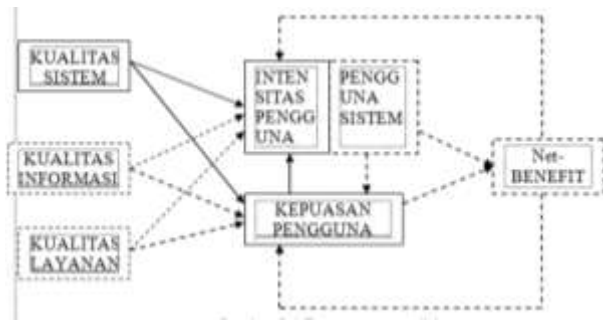 KUALITAS
SISTEM
INTEN
SITAS
PENGG
UNA
PENGG
UNA
SISTEM
KUALITAS
INFORMASI
Net-
BENEFIT
KEPUASAN
PENGGUNA
KUALITAS
LAYANAN